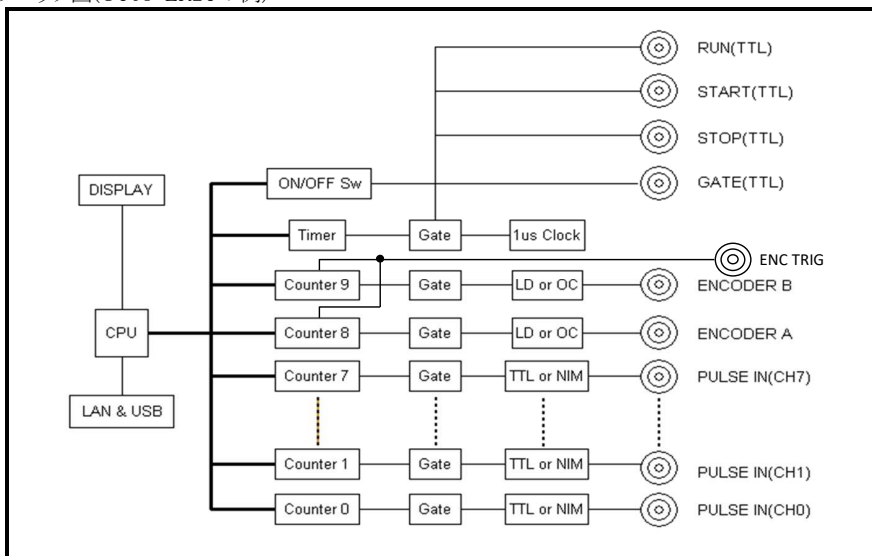 RUN(TTL)
START(TTL)
STOP(TTL)
ON/OFF Sw GATE(TTL)
DISPLAY
Timer Gate 1us Clock
ENC TRIG
Counter 9 Gate LD or OC ENCODER B
CPU Counter 8 Gate LD or OC ENCODER A
Counter 7 Gate TTL or NIM PULSE IN(CH7)
LAN & USB
Counter 1 Gate TTL or NIM PULSE IN(CH1)
Counter 0 Gate TTL or NIM PULSE IN(CH0)